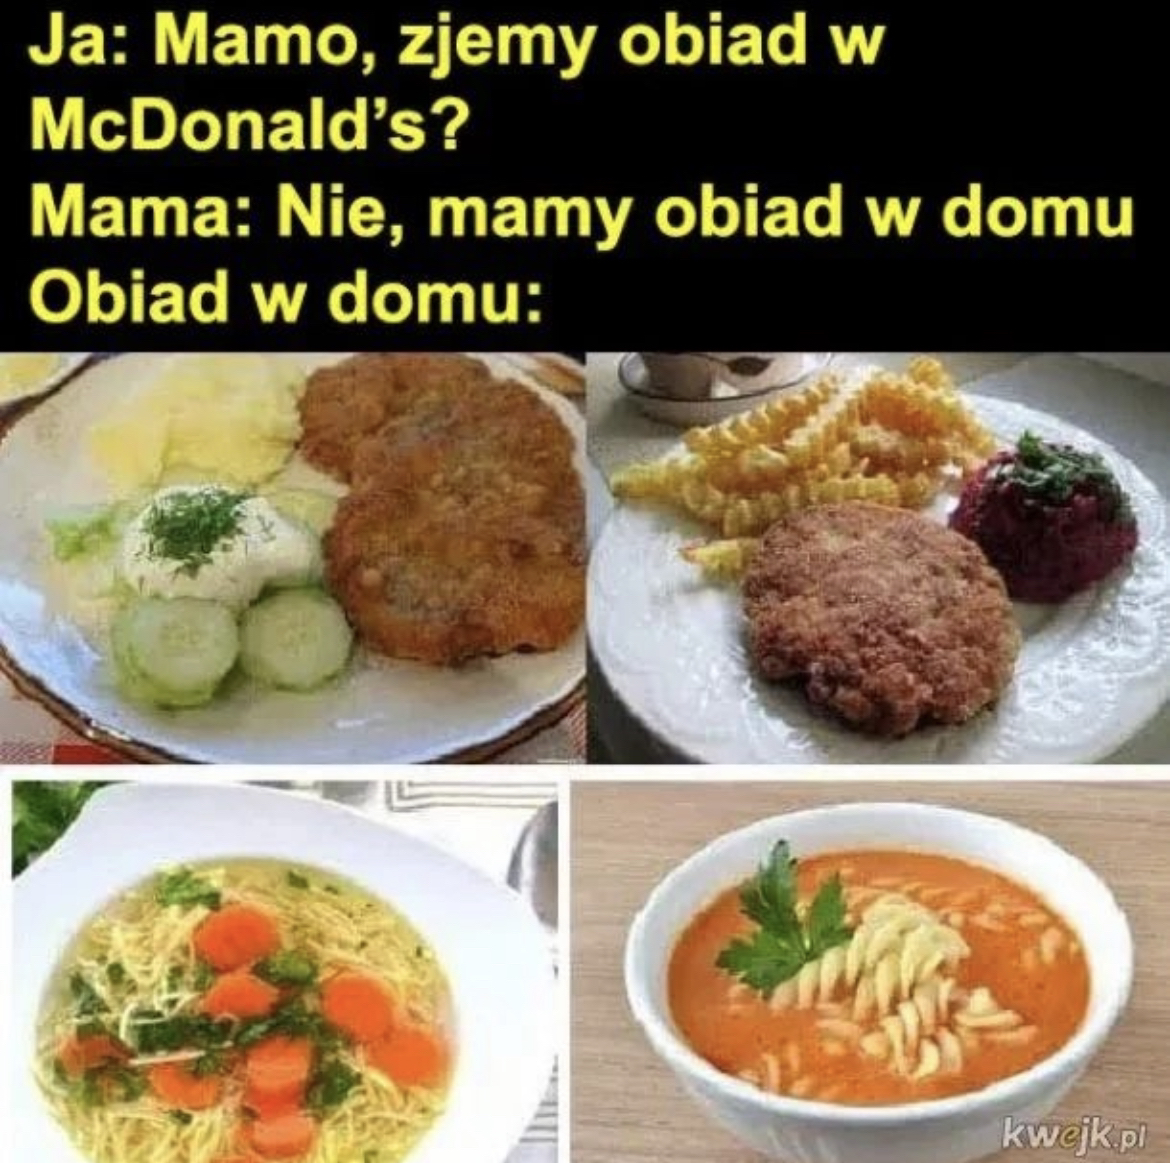 Ja: Mamo, zjemy obiad w
McDonald’s?
Mama: Nie, mamy obiad w domu
Obiad w domu:
kwejk.pl